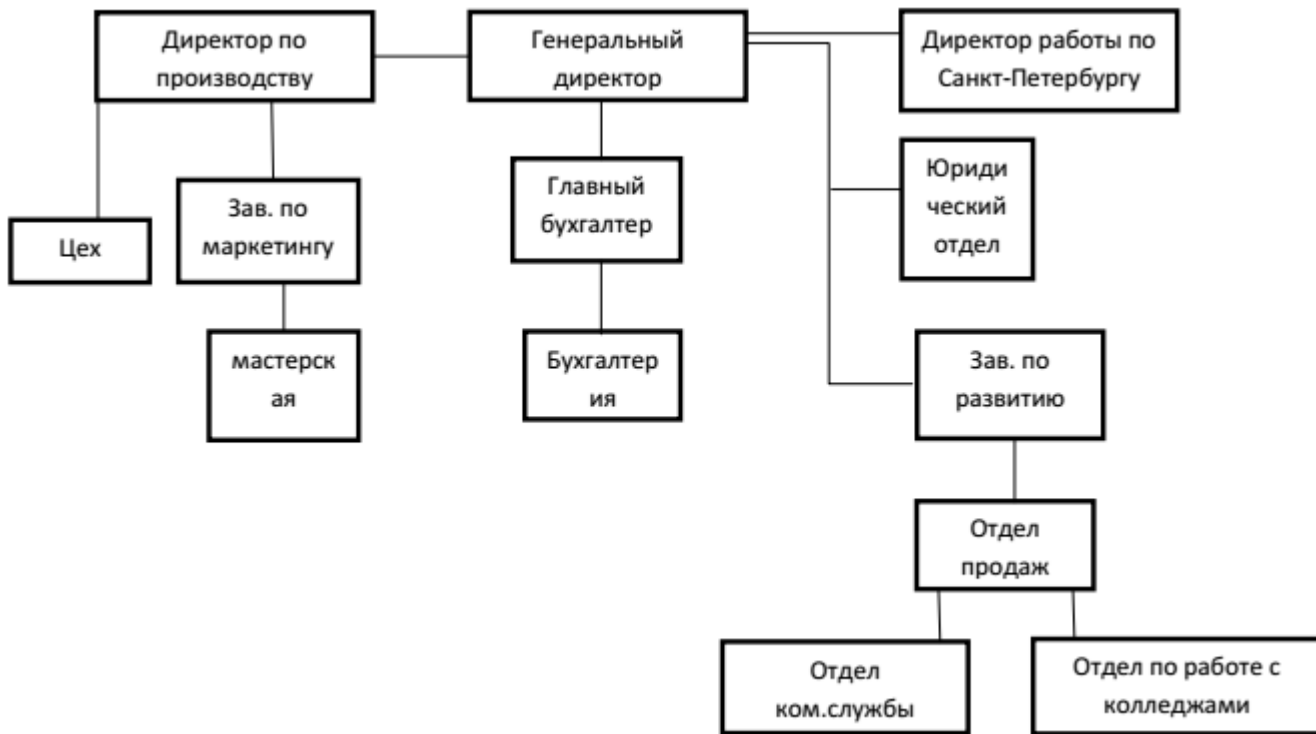 Директор по
производству
Генеральный
директор
Директор работы по
Санкт-Петербургу
Юриди
ческий
отдел
Главный
бухгалтер
Зав. по
маркетингу
Цех
мастерск
ая
Бухгалтер
ия
Зав. по
развитию
Отдел
продаж
Отдел
ком.службы
Отдел по работе с
колледжами